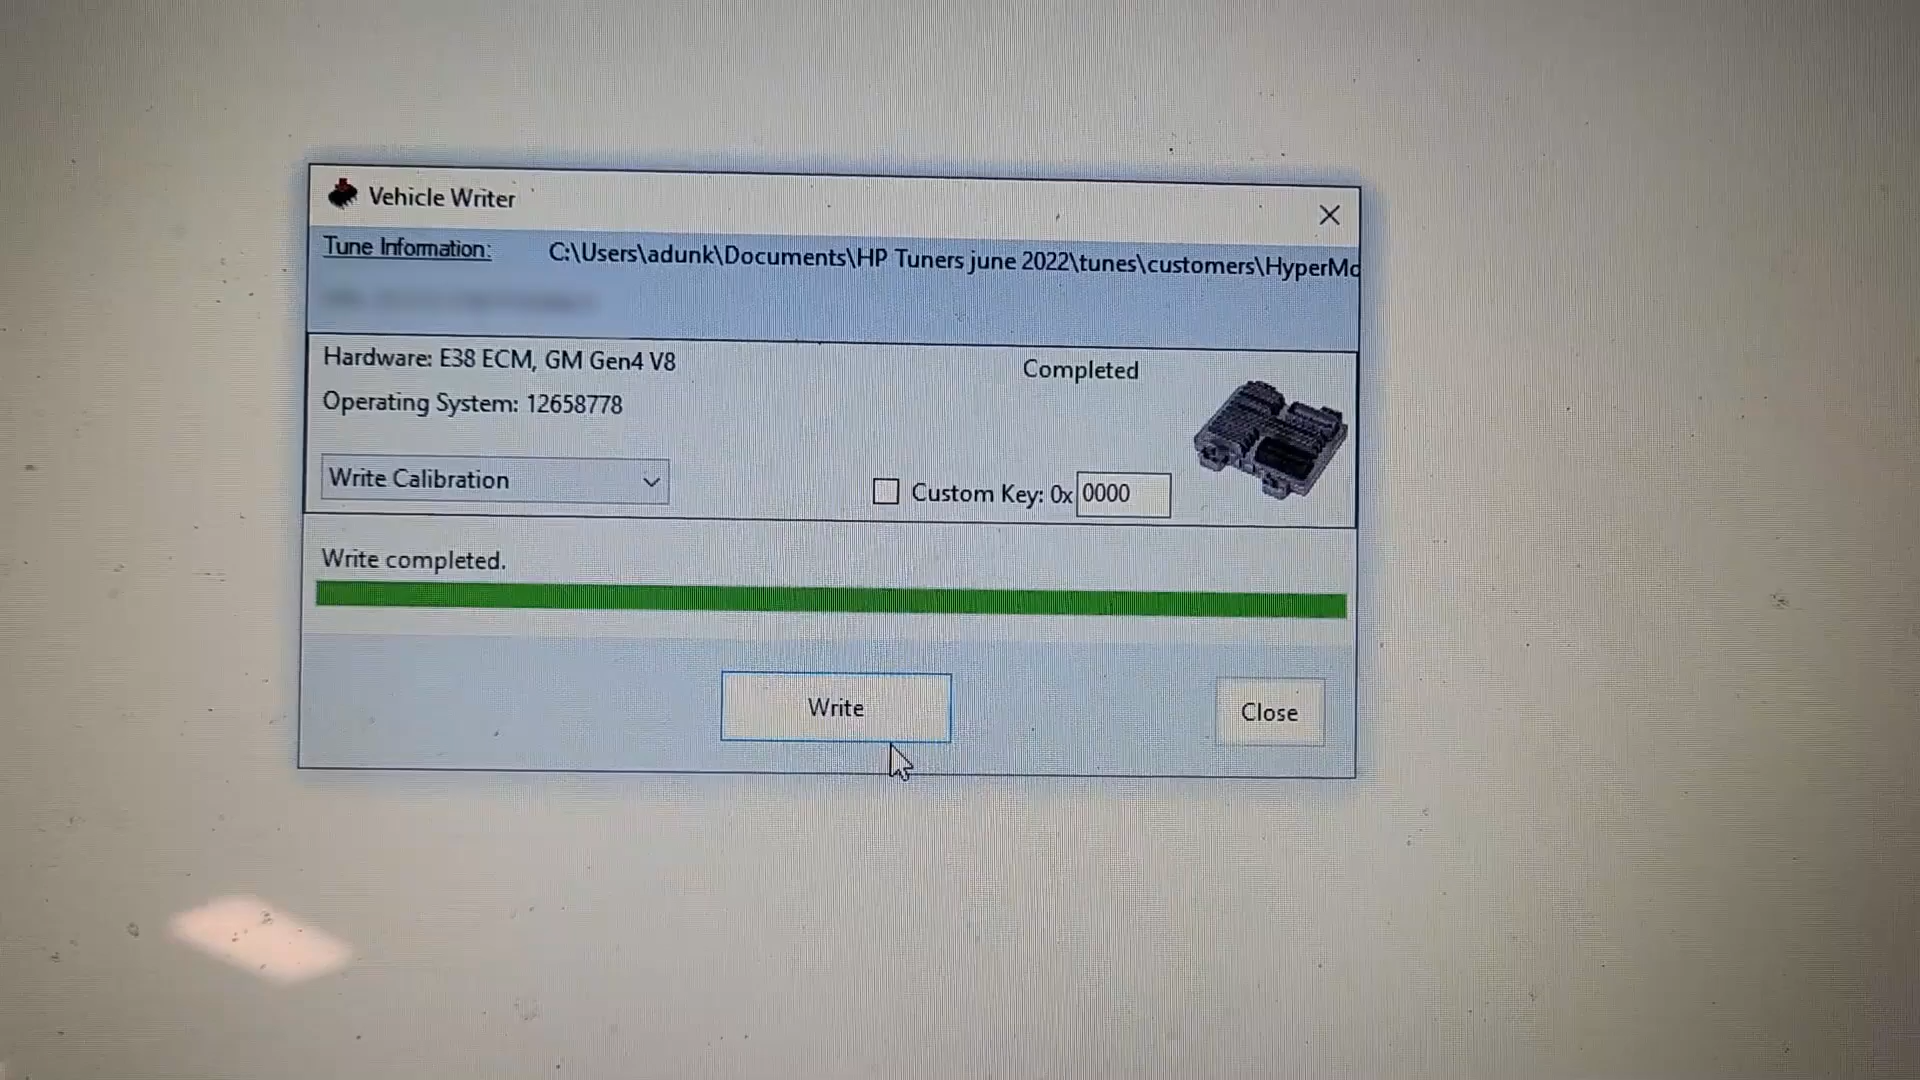 Vehicle Writer
Tune Information: C:\Users\adunk\Documents\HP Tuners june 2022\tunes\customers\HyperMo
Hardware: E38 ECM, GM Gen4 V8
Completed
Operating System: 12658778
Write Calibration
Custom Key: 0x 0000
Write completed.
Write
Close